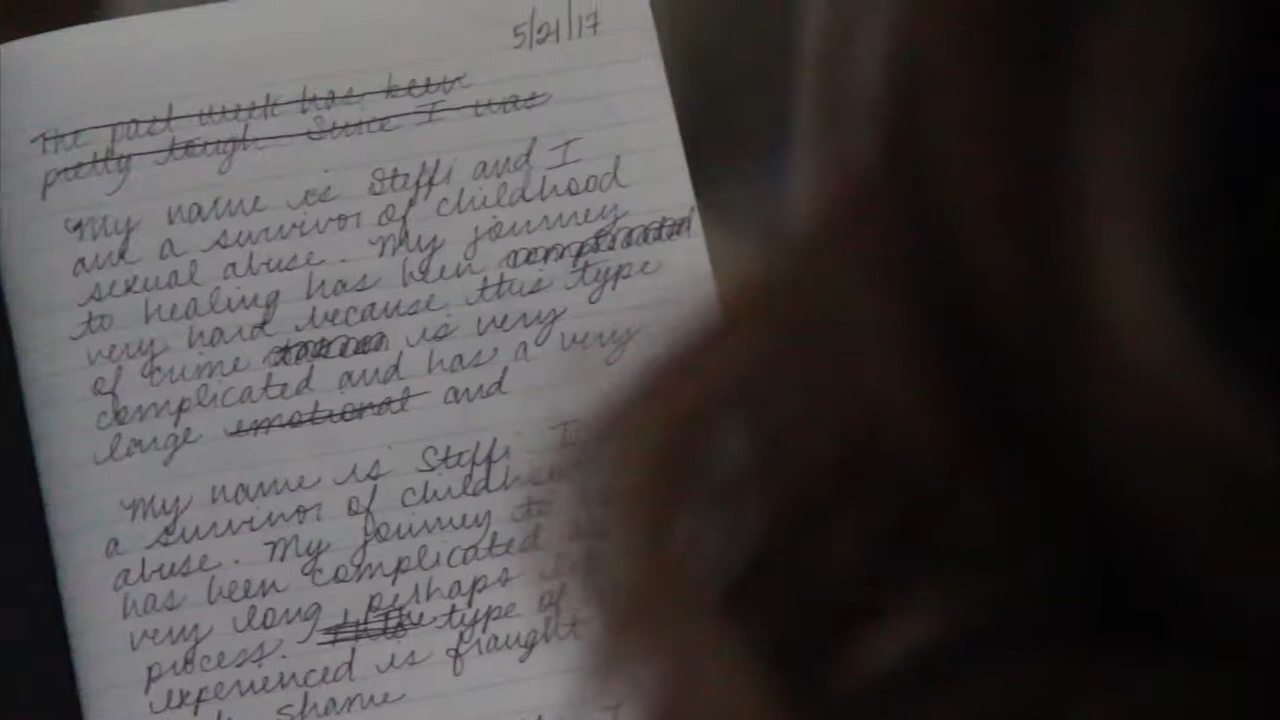 5/21/17
The past week has been
pretty tough Since I was
My name is Steffi and I
am a survivor of childhood
sexual abuse. My journey
to healing has been complicated
very hard because this type
of crime is very
complicated and has a very
large emotional and
My name is Steffi
a survivor of
abuse. My journey to
has been complicated
very long, perhaps
process. type of
experienced is fraught
shame